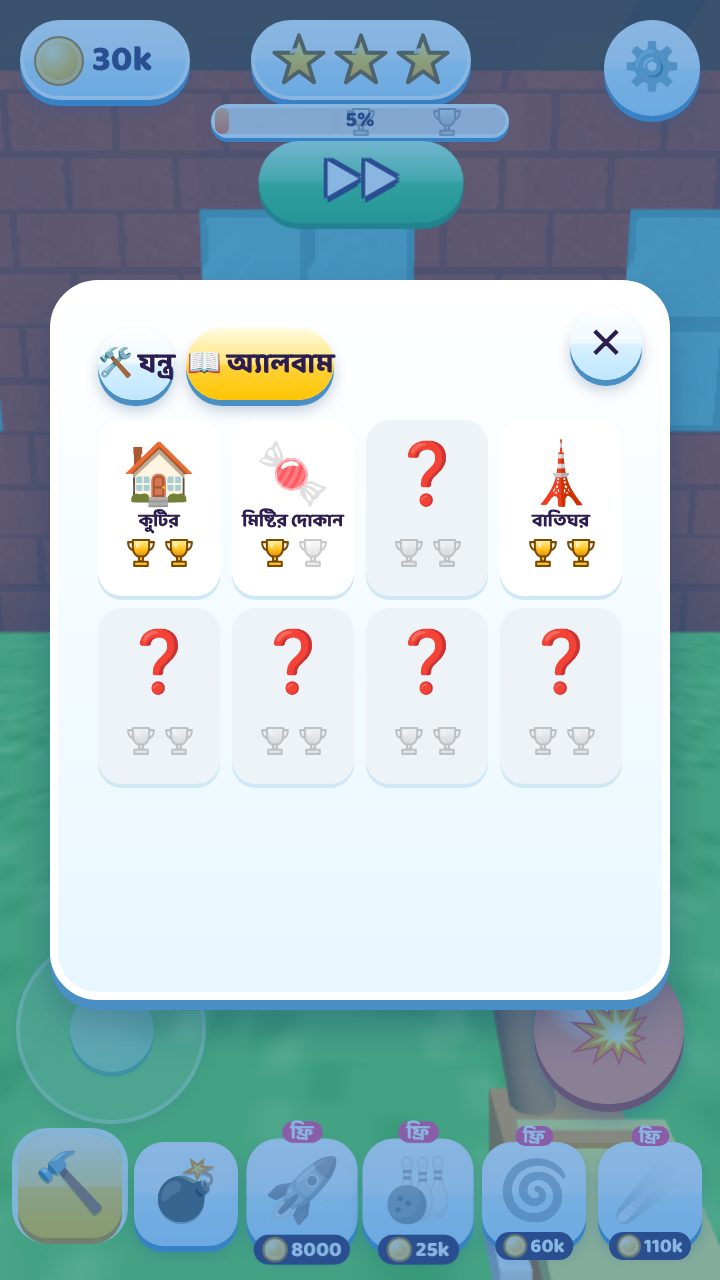 30k
5%
যন্ত্র
অ্যালবাম
কুটির
মিষ্টির দোকান
বাতিঘর
ফ্রি
ফ্রি
ফ্রি
ফ্রি
8000
25k
60k
110k